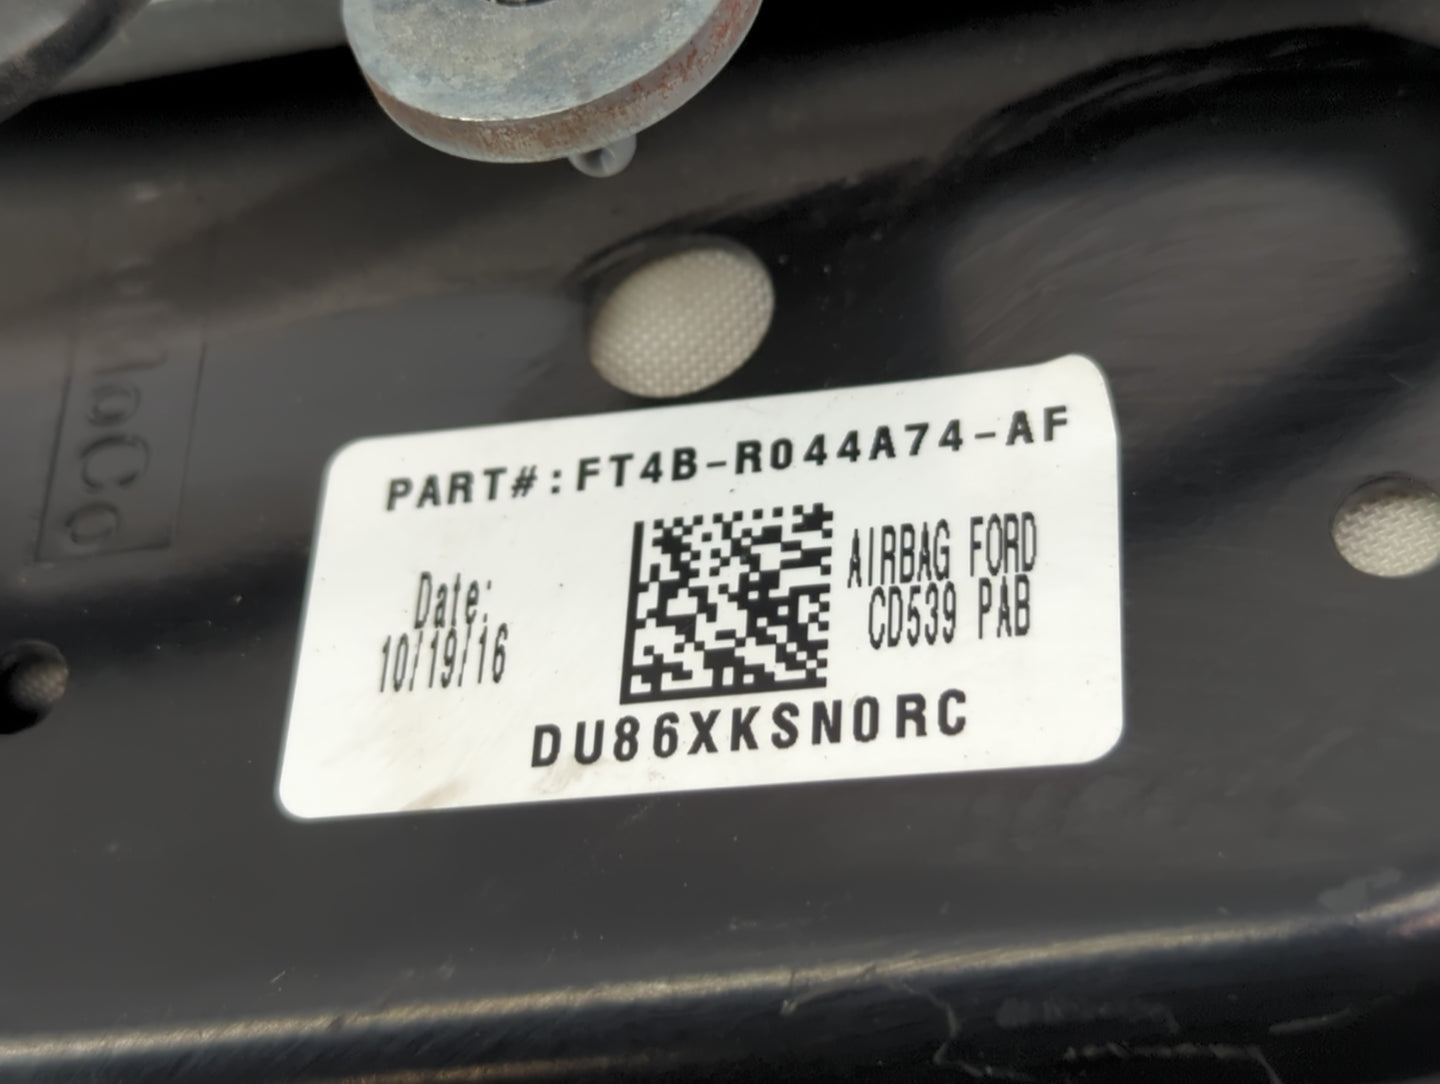 PART#:FT4B-R044A74-AF
Date:
10/19/16
AIRBAG FORD
CD539 PAB
DU86XKSN0RC